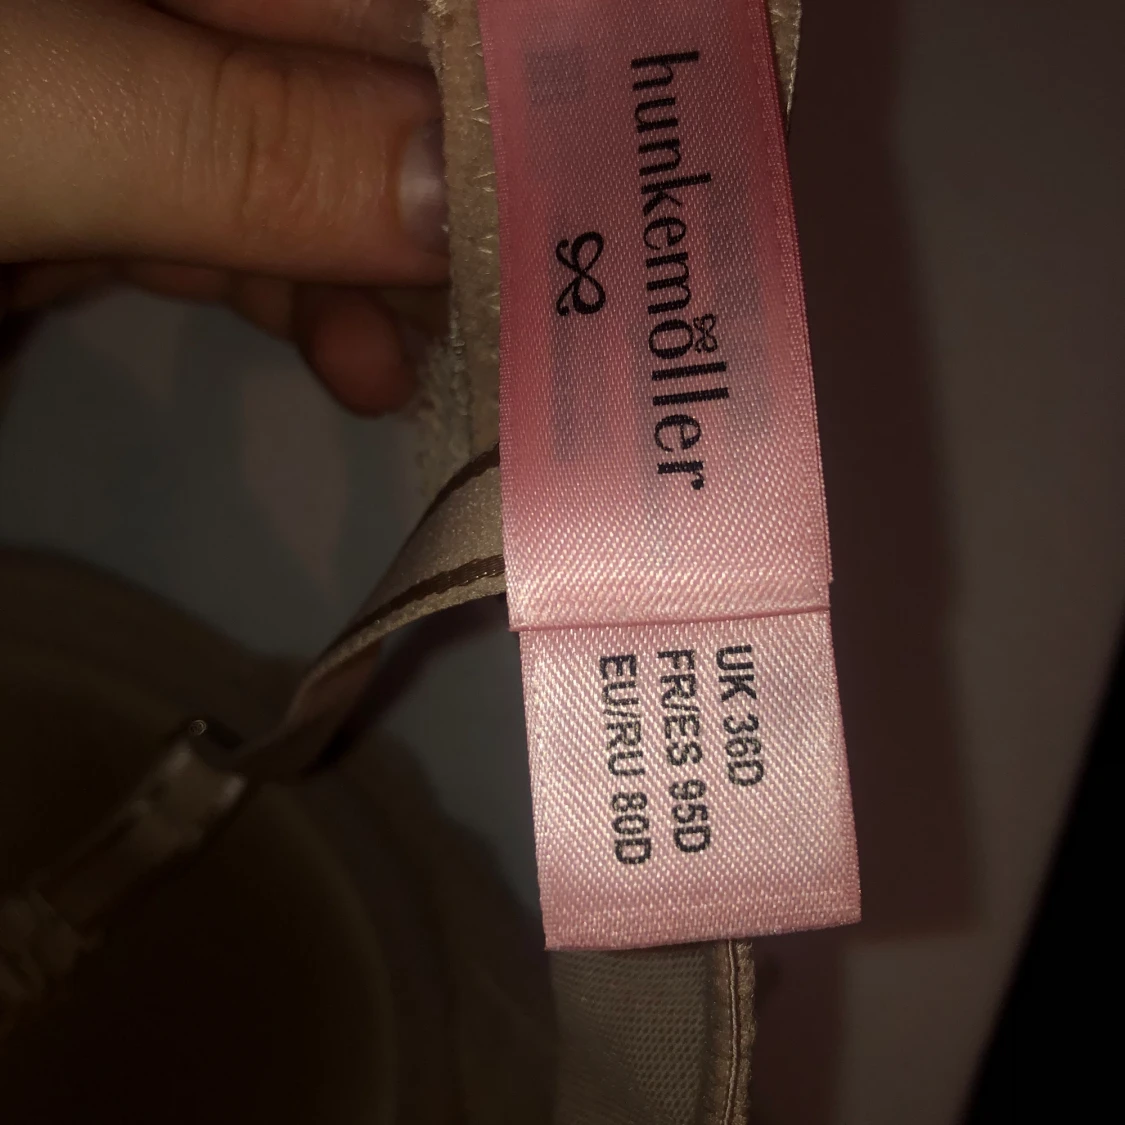 hunkemöller
UK 36D
FR/ES 95D
EU/RU 80D